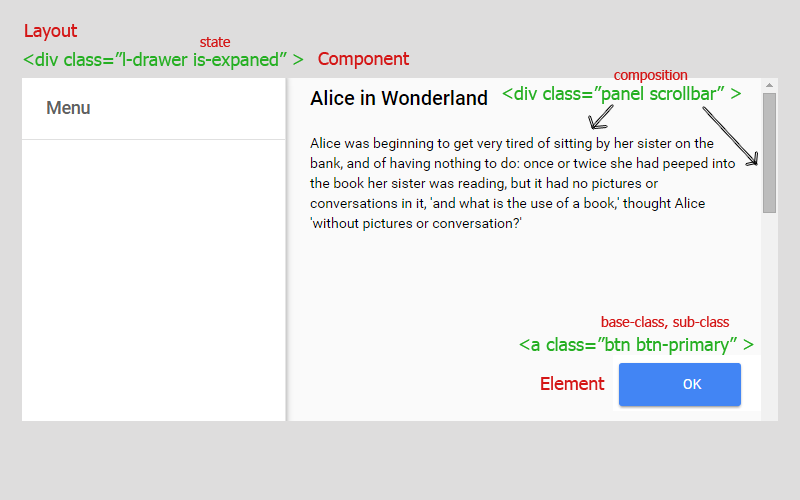 Layout
state
<div class=”l-drawer is-expaned” >
Component
Menu
Alice in Wonderland
composition
<div class=”panel scrollbar” >
Alice was beginning to get very tired of sitting by her sister on the
bank, and of having nothing to do: once or twice she had peeped into
the book her sister was reading, but it had no pictures or
conversations in it, 'and what is the use of a book,' thought Alice
'without pictures or conversation?'
base-class, sub-class
<a class=”btn btn-primary” >
Element
OK